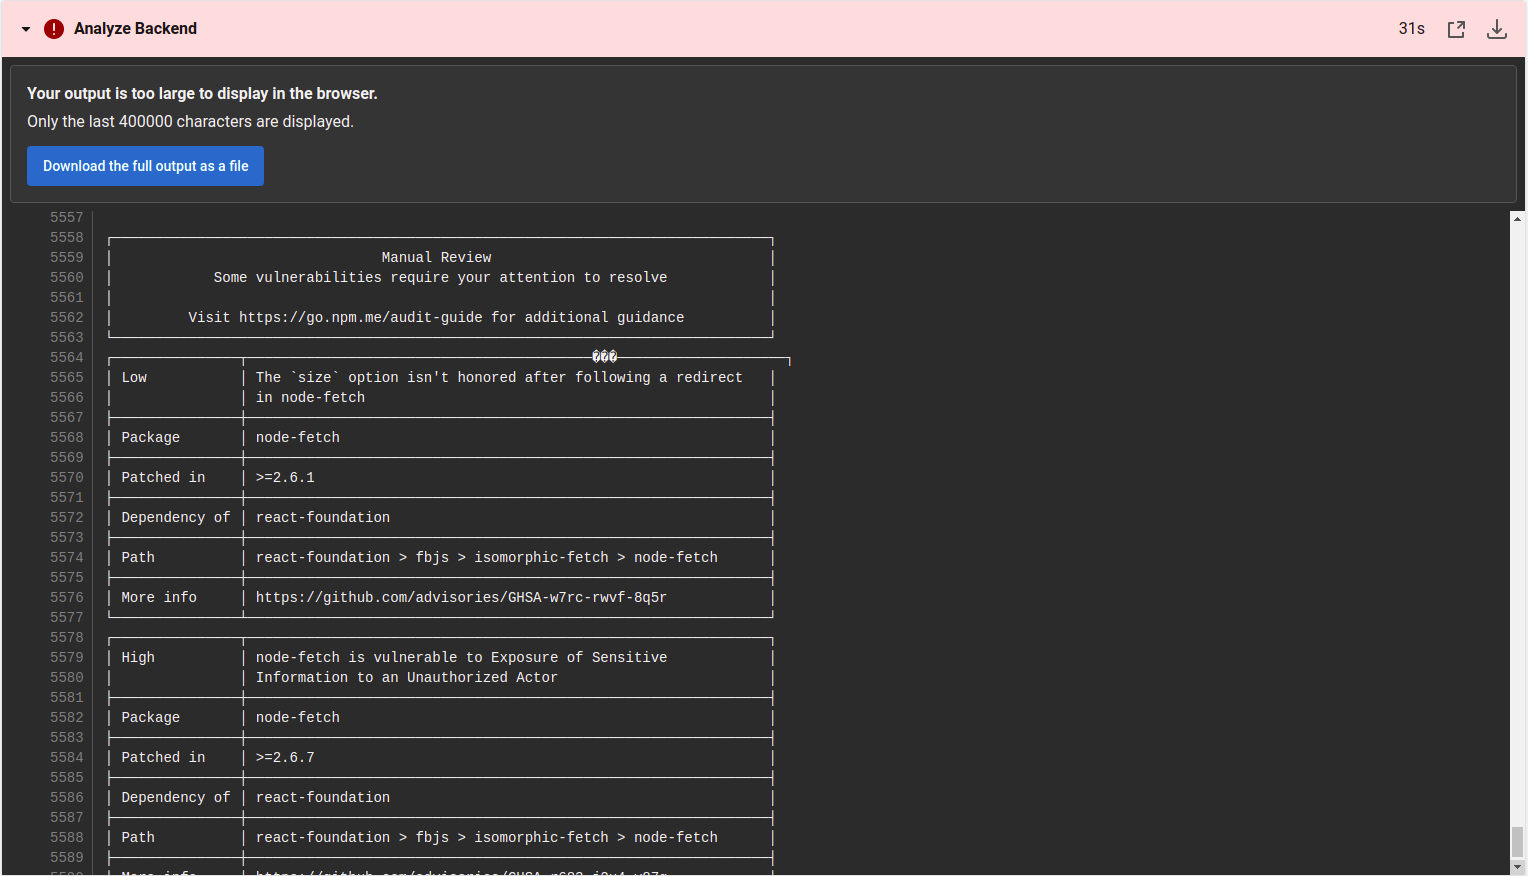 Analyze Backend
31s
Your output is too large to display in the browser.
Only the last 400000 characters are displayed.
Download the full output as a file
5557
5558
5559 Manual Review
5560 Some vulnerabilities require your attention to resolve
5561
5562 Visit https://go.npm.me/audit-guide for additional guidance
5563
5564 ���
5565 Low The `size` option isn't honored after following a redirect
5566 in node-fetch
5567
5568 Package node-fetch
5569
5570 Patched in >=2.6.1
5571
5572 Dependency of react-foundation
5573
5574 Path react-foundation > fbjs > isomorphic-fetch > node-fetch
5575
5576 More info https://github.com/advisories/GHSA-w7rc-rwvf-8q5r
5577
5578
5579 High node-fetch is vulnerable to Exposure of Sensitive
5580 Information to an Unauthorized Actor
5581
5582 Package node-fetch
5583
5584 Patched in >=2.6.7
5585
5586 Dependency of react-foundation
5587
5588 Path react-foundation > fbjs > isomorphic-fetch > node-fetch
5589